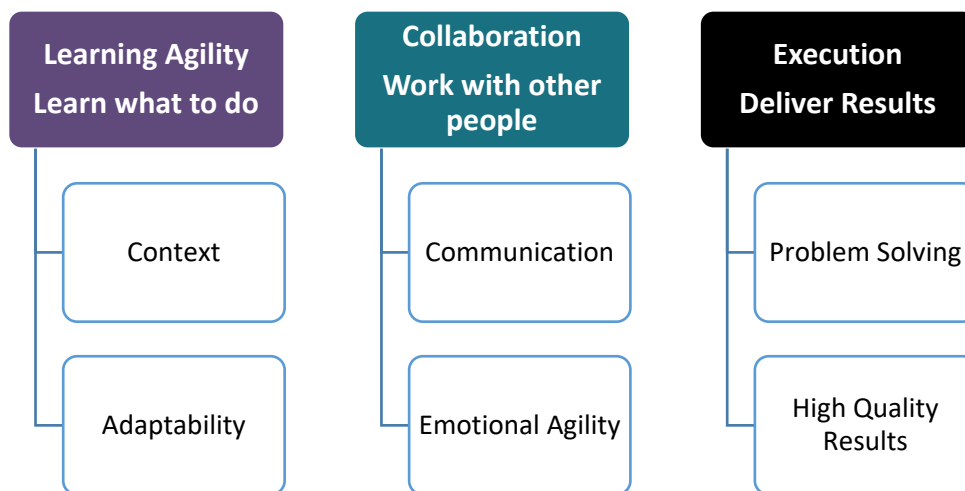 Learning Agility
Learn what to do
Context
Adaptability
Collaboration
Work with other
people
Communication
Emotional Agility
Execution
Deliver Results
Problem Solving
High Quality
Results